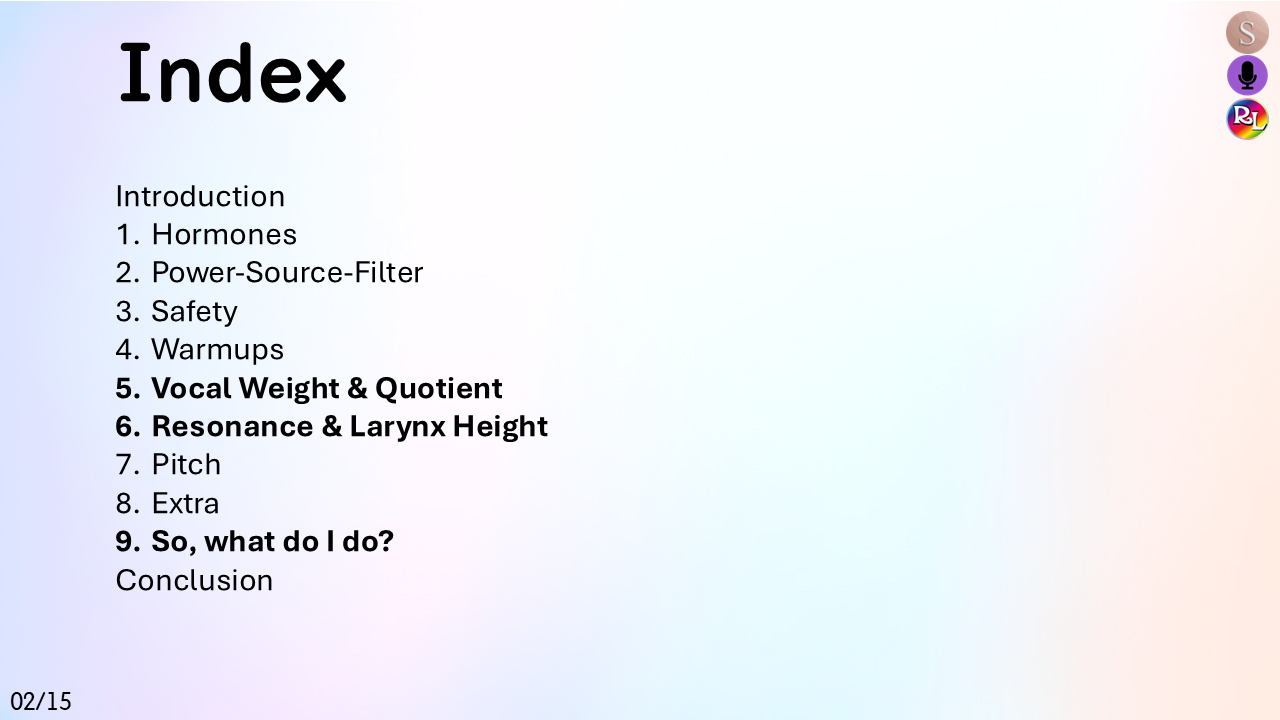 Index
S
RL
Introduction
1. Hormones
2. Power-Source-Filter
3. Safety
4. Warmups
5. Vocal Weight & Quotient
6. Resonance & Larynx Height
7. Pitch
8. Extra
9. So, what do I do?
Conclusion
02/15